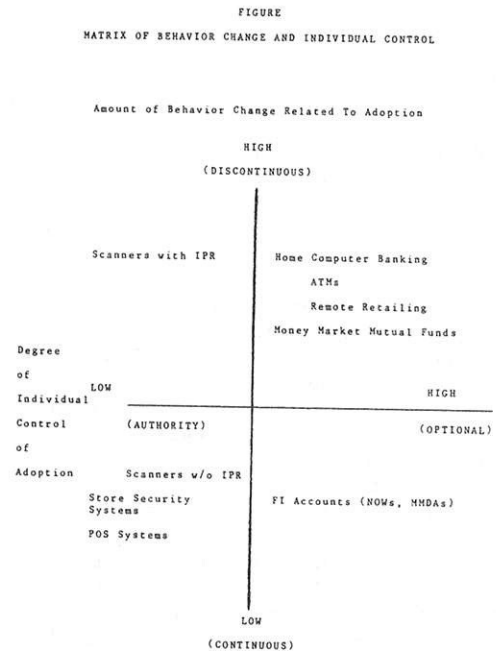 FIGURE
MATRIX OF BEHAVIOR CHANGE AND INDIVIDUAL CONTROL
Amount of Behavior Change Related To Adoption
HIGH
(DISCONTINUOUS)
Scanners with IPR
Home Computer Banking
ATMs
Remote Retailing
Money Market Mutual Funds
Degree
of
Individual
Control
of
Adoption
LOW
(AUTHORITY)
HIGH
(OPTIONAL)
Scanners w/o IPR
Store Security
Systems
POS Systems
FI Accounts (NOWs, MMDAs)
LOW
(CONTINUOUS)